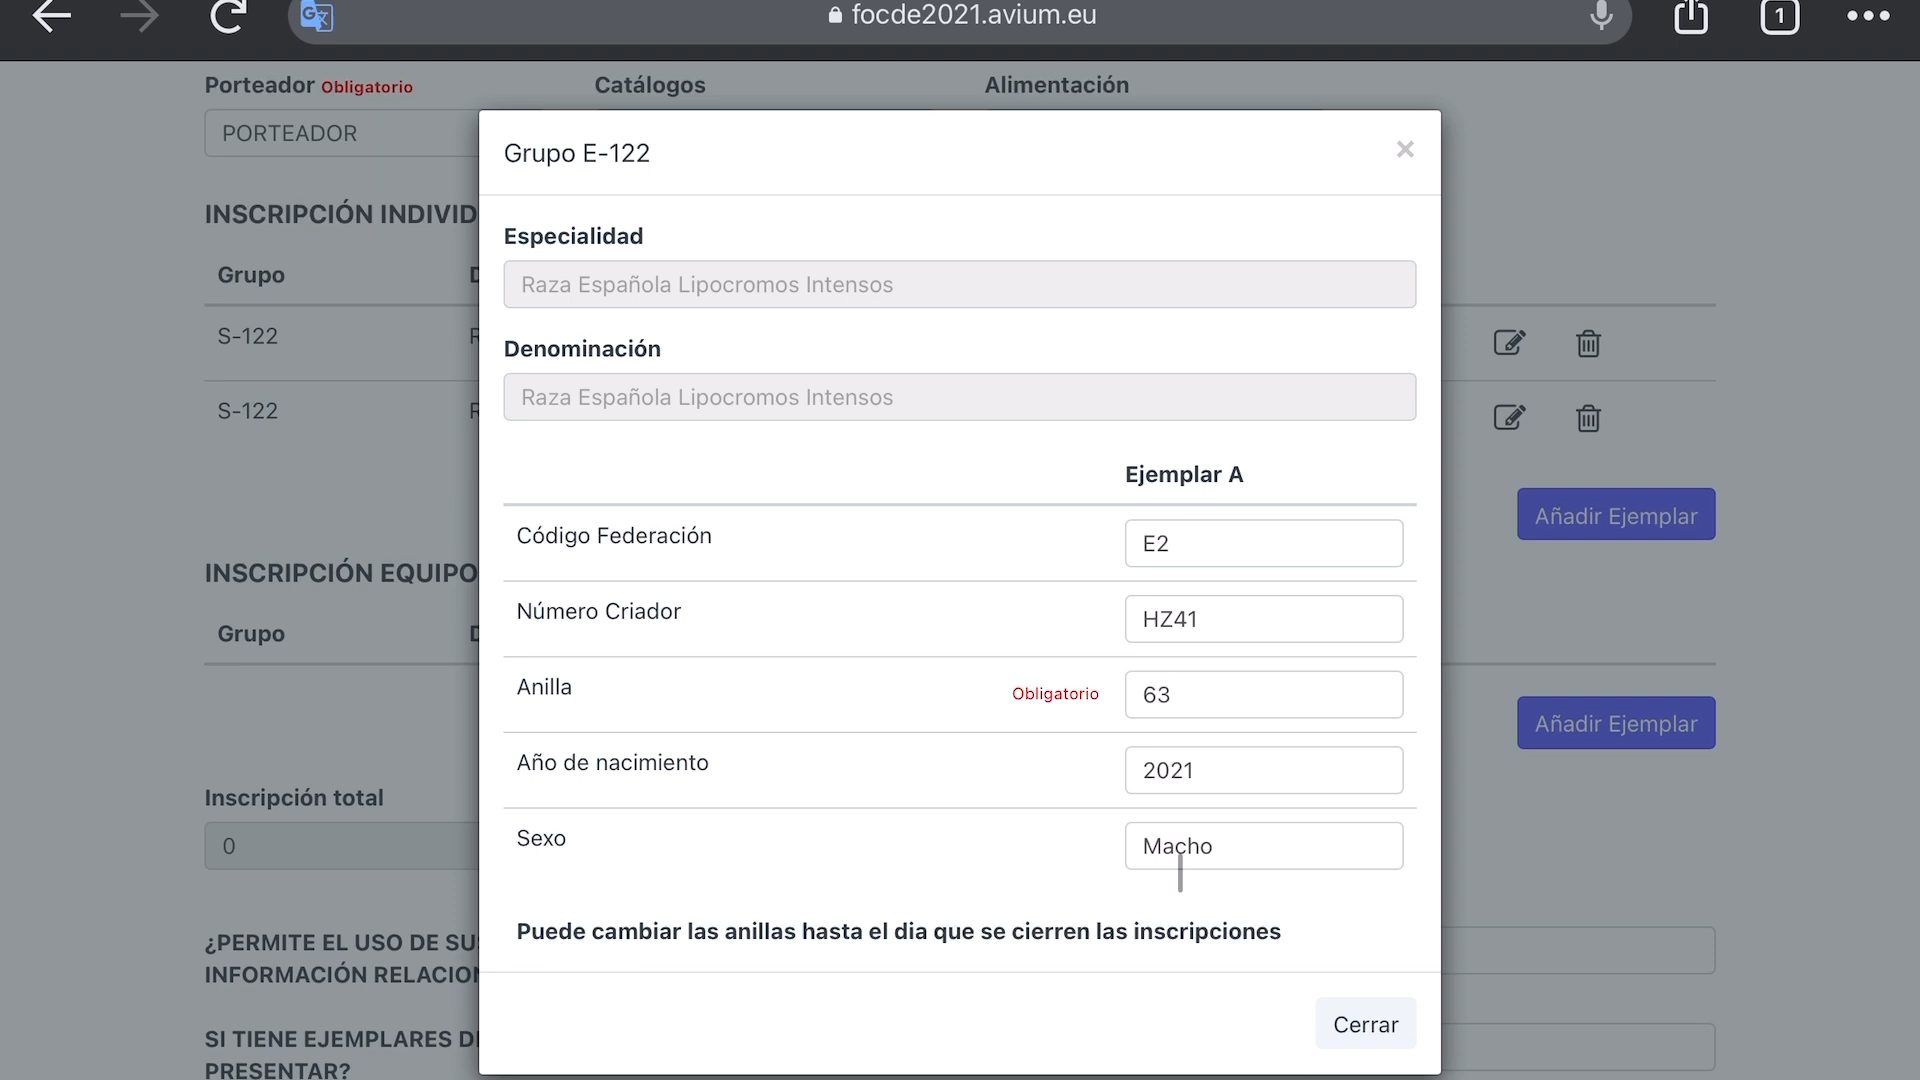 focde2021.avium.eu
1
Porteador Obligatorio
Catálogos
Alimentación
PORTEADOR
Grupo E-122
×
INSCRIPCIÓN INDIVID
Especialidad
Raza Española Lipocromos Intensos
Grupo
S-122
Denominación
Raza Española Lipocromos Intensos
S-122
Ejemplar A
Añadir Ejemplar
Código Federación
E2
INSCRIPCIÓN EQUIPO
Número Criador
HZ41
Grupo
Anilla
Obligatorio
63
Añadir Ejemplar
Año de nacimiento
2021
Inscripción total
0
Sexo
Macho
Puede cambiar las anillas hasta el dia que se cierren las inscripciones
¿PERMITE EL USO DE SU
INFORMACIÓN RELACION
Cerrar
SI TIENE EJEMPLARES D
PRESENTAR?